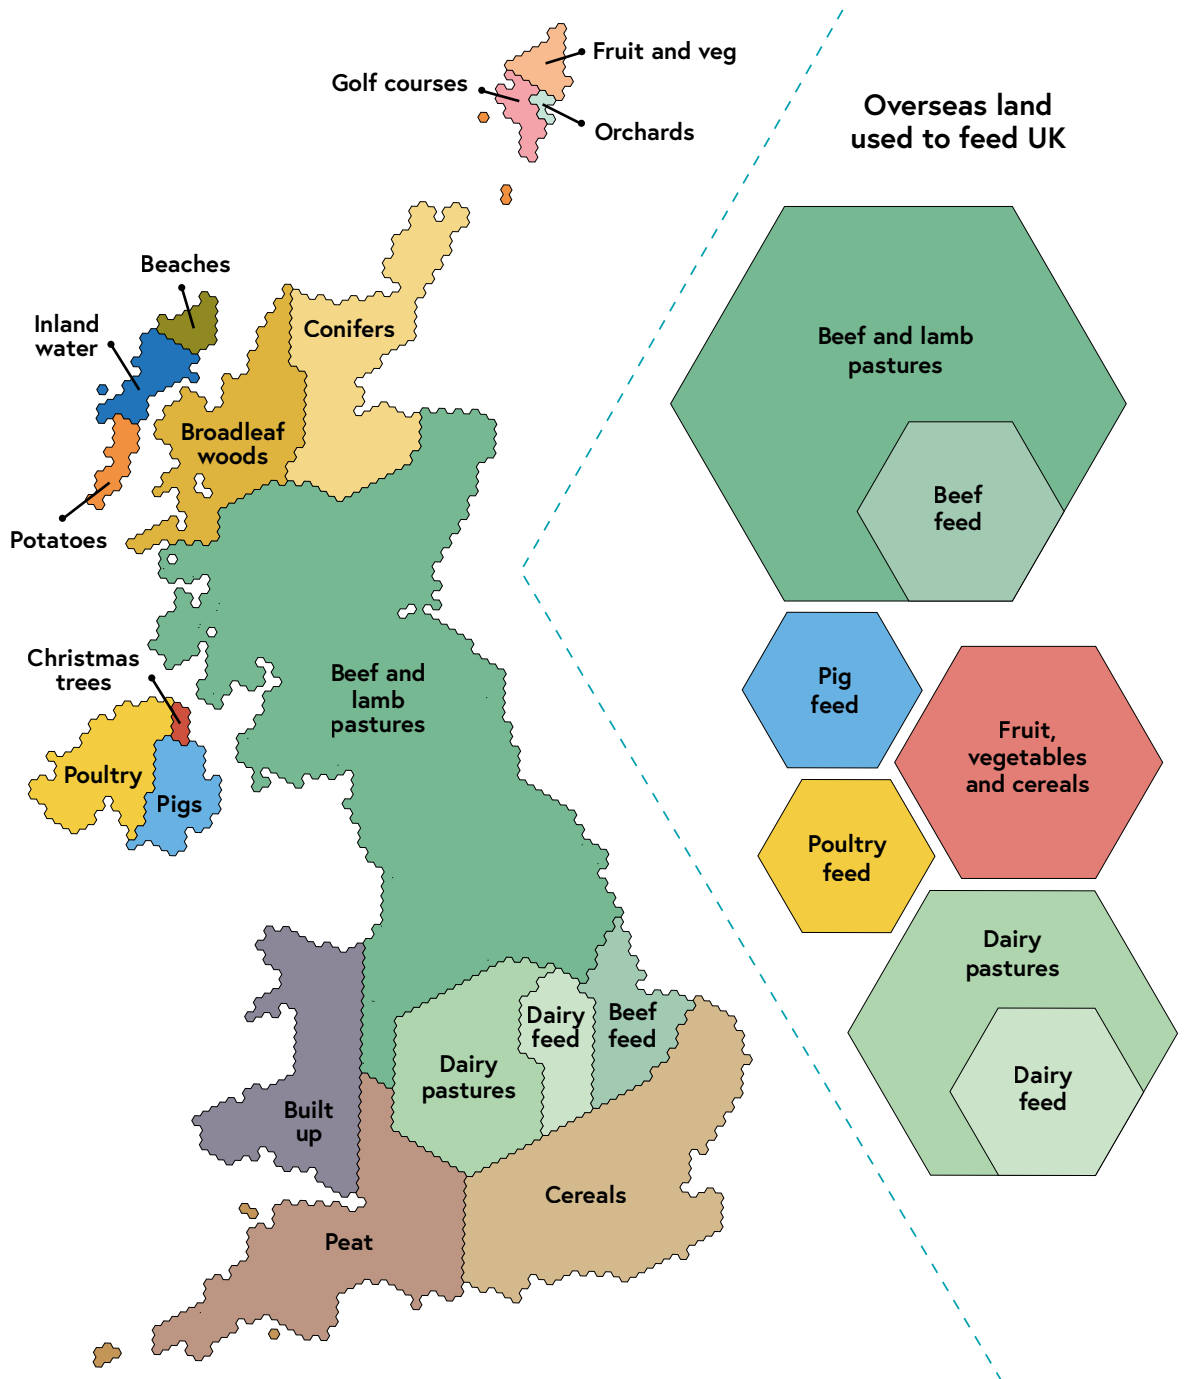 Fruit and veg
Golf courses
Orchards
Overseas land
used to feed UK
Beaches
Inland
water
Conifers
Broadleaf
woods
Potatoes
Beef and lamb
pastures
Beef
feed
Christmas
trees
Beef and
lamb
pastures
Poultry
Pigs
Pig
feed
Fruit,
vegetables
and cereals
Poultry
feed
Dairy
pastures
Dairy
feed
Built
up
Dairy
pastures
Dairy
feed
Beef
feed
Cereals
Peat